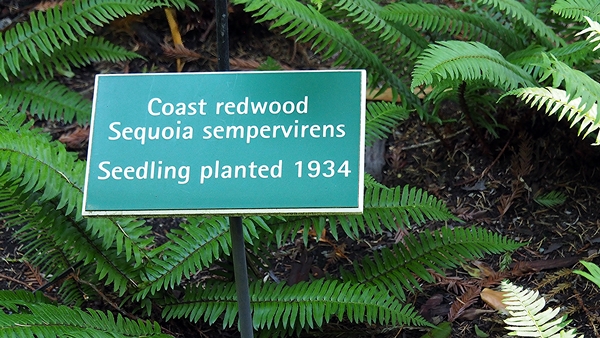 Coast redwood
Sequoia sempervirens
Seedling planted 1934